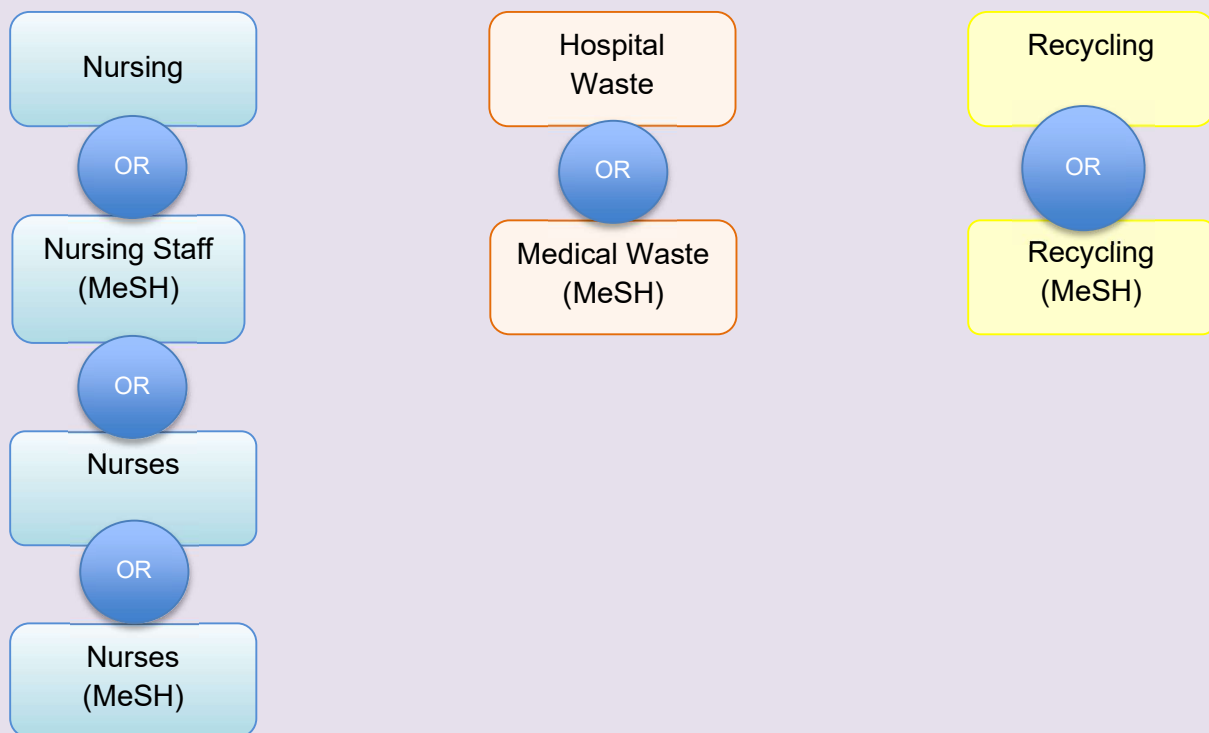 Nursing
OR
Nursing Staff
(MeSH)
OR
Nurses
OR
Nurses
(MeSH)
Hospital
Waste
OR
Medical Waste
(MeSH)
Recycling
OR
Recycling
(MeSH)